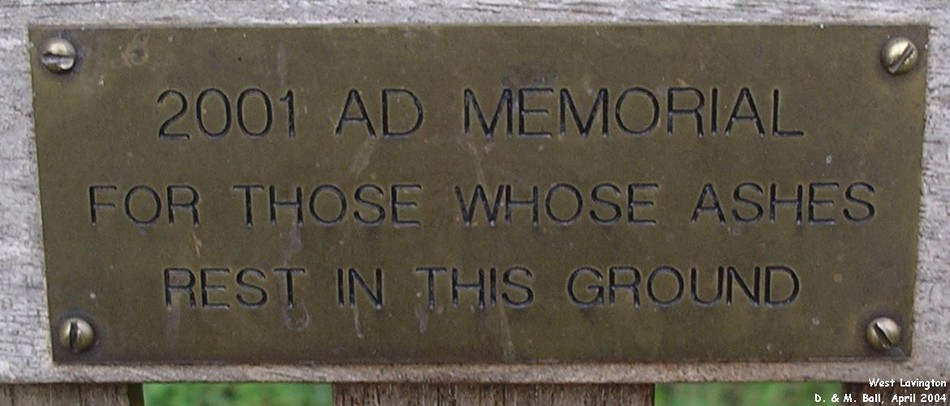 2001 AD MEMORIAL
FOR THOSE WHOSE ASHES
REST IN THIS GROUND
West Lavington
D. & M. Ball, April 2004